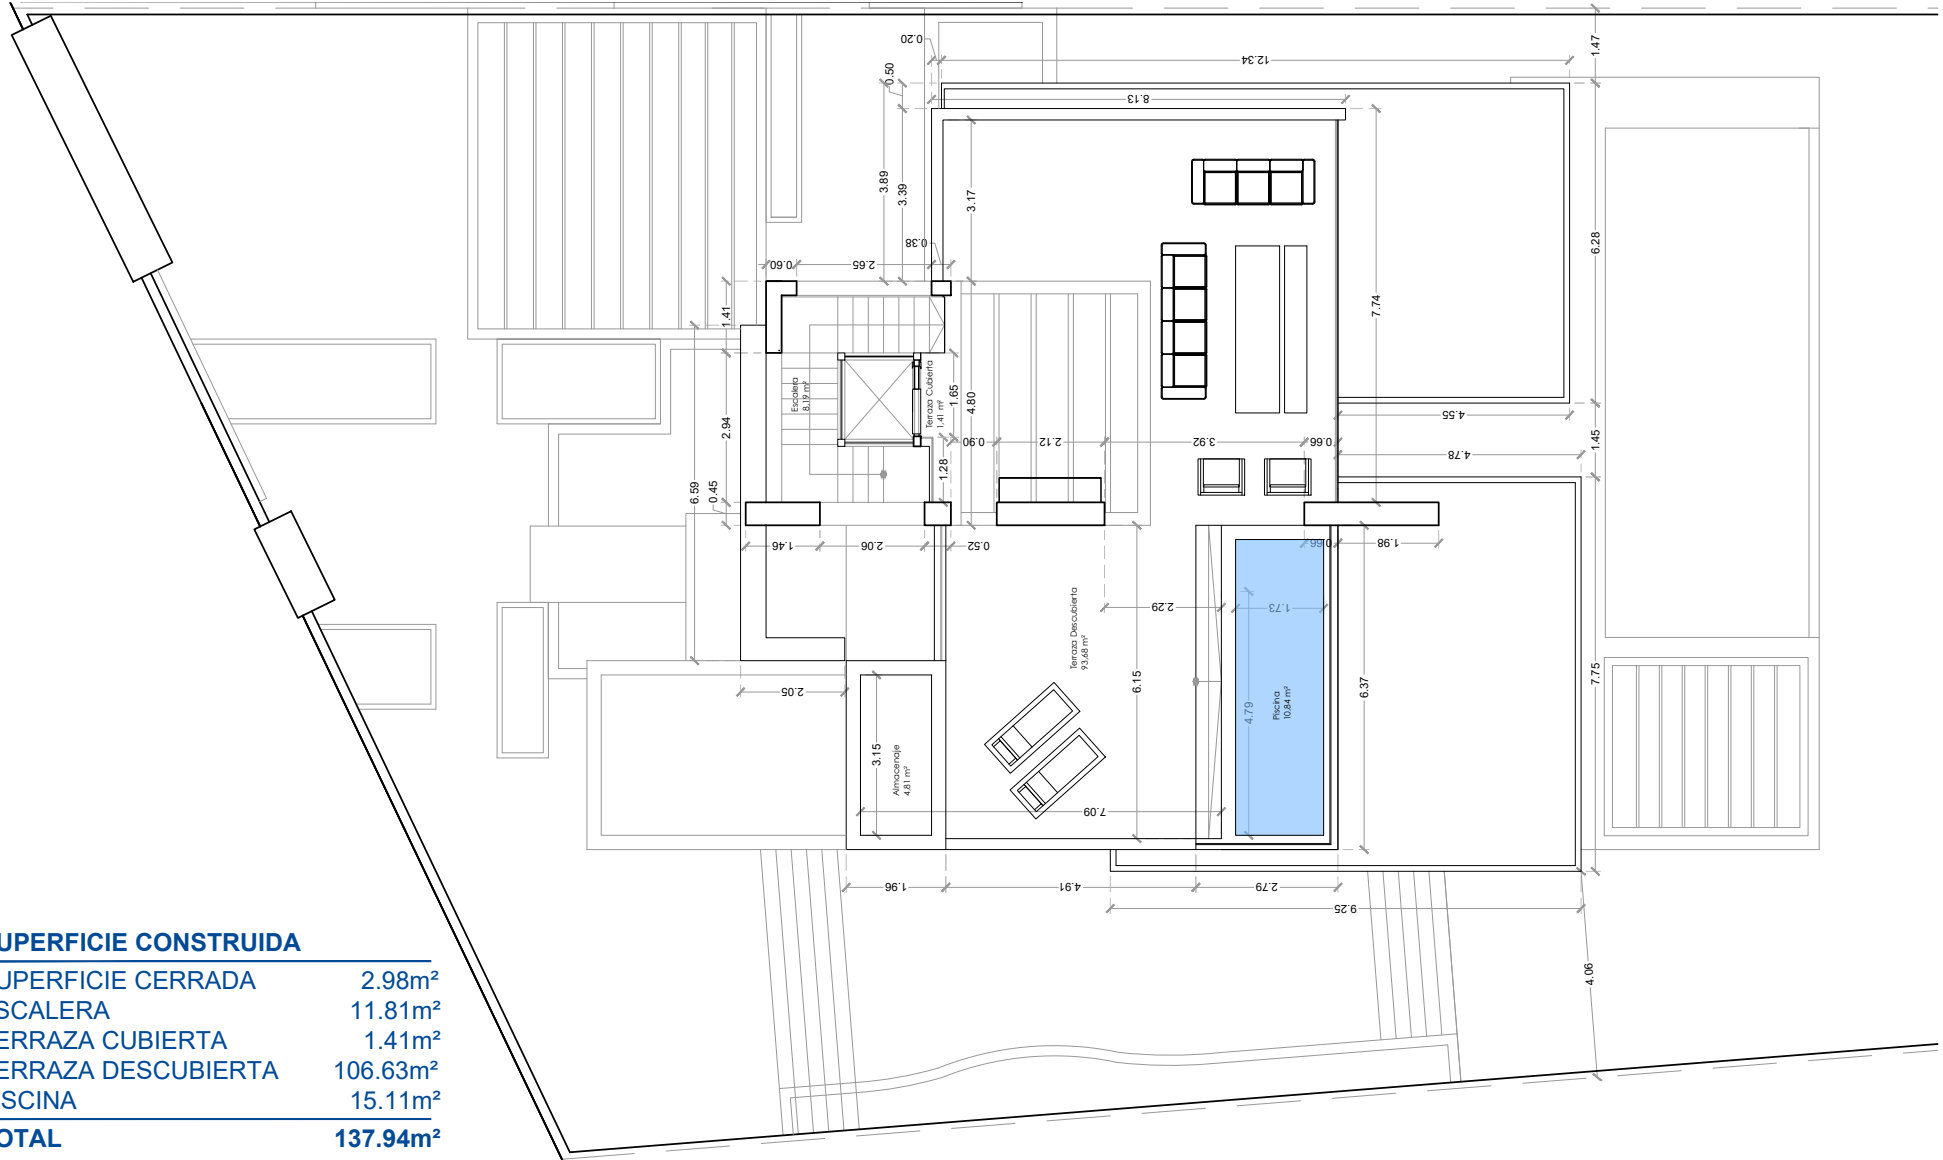 0.20
12.34
1.47
0.50
8.13
3.89
3.39
3.17
0.38
0.60
2.65
6.28
7.74
1.41
Escalera
8,19 m²
Terraza Cubierta
1,41 m²
1.65
4.80
4.55
2.94
0.90
2.12
3.92
0.66
1.45
4.78
1.28
6.59
0.45
1.46
2.06
0.52
0.66
1.98
2.29
1.73
Terraza Descubierta
93,68 m²
6.15
6.37
7.75
2.05
4.79
Piscina
10,84 m²
3.15
Almacenaje
4,81 m²
7.09
1.96
4.91
2.79
9.25
4.06
UPERFICIE CONSTRUIDA
UPERFICIE CERRADA 2.98m²
SCALERA 11.81m²
ERRAZA CUBIERTA 1.41m²
ERRAZA DESCUBIERTA 106.63m²
ISCINA 15.11m²
OTAL 137.94m²